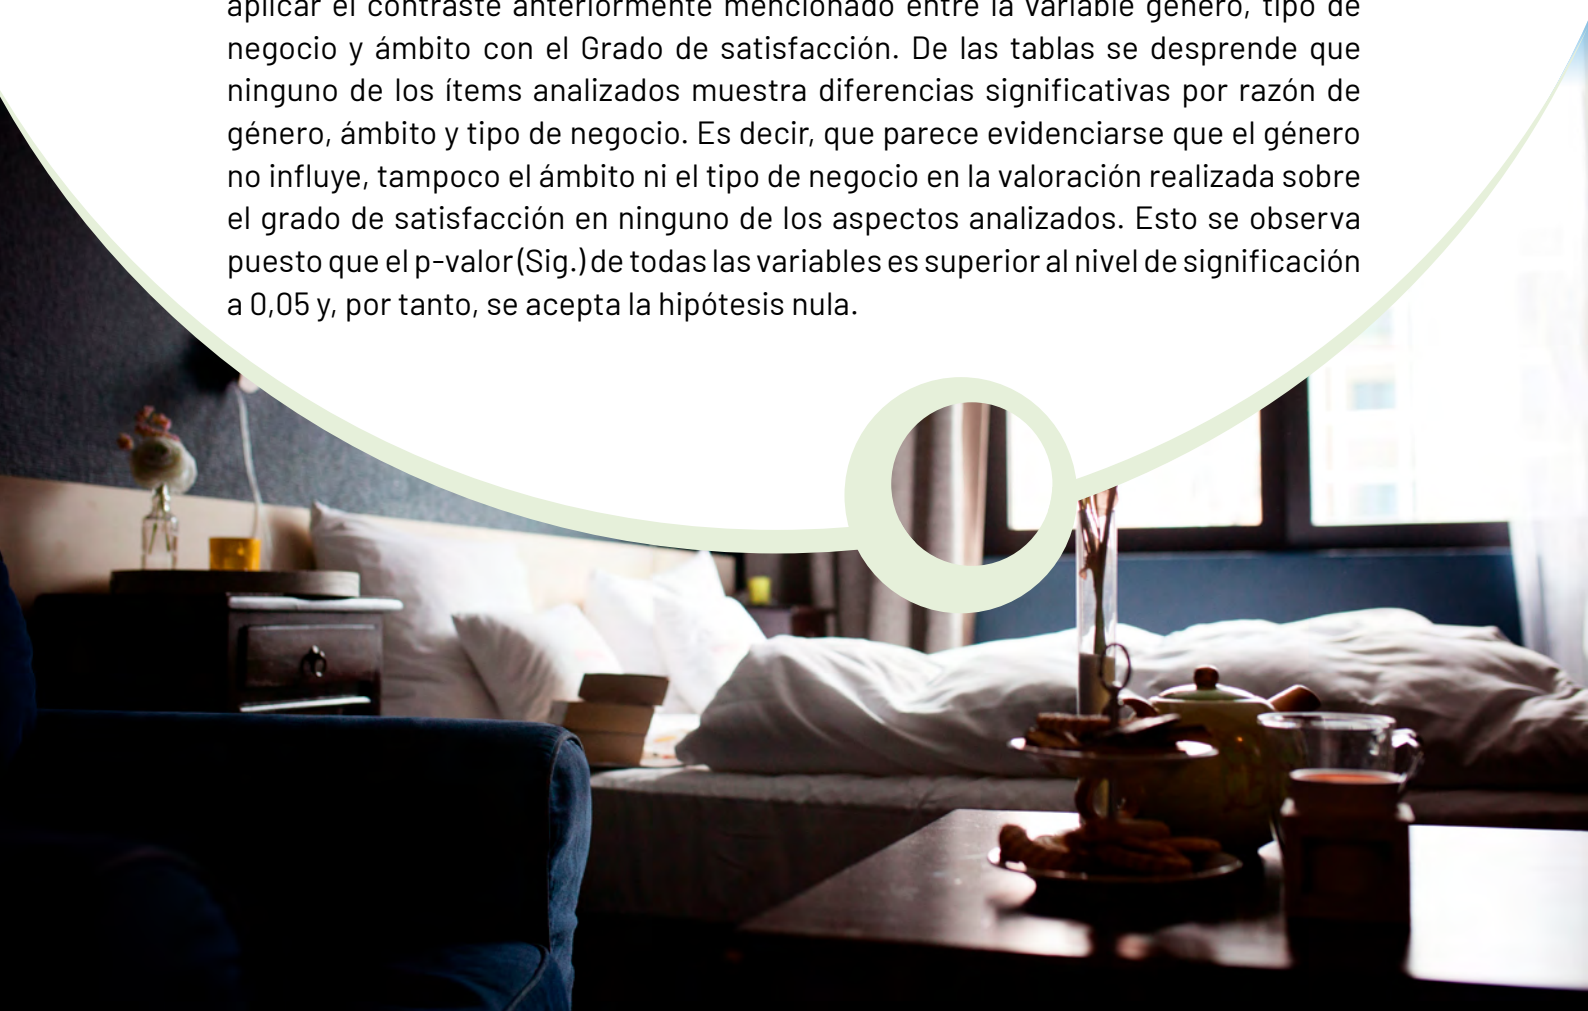 aplicar el contraste anteriormente mencionado entre la variable género, tipo de
negocio y ámbito con el Grado de satisfacción. De las tablas se desprende que
ninguno de los ítems analizados muestra diferencias significativas por razón de
género, ámbito y tipo de negocio. Es decir, que parece evidenciarse que el género
no influye, tampoco el ámbito ni el tipo de negocio en la valoración realizada sobre
el grado de satisfacción en ninguno de los aspectos analizados. Esto se observa
puesto que el p-valor (Sig.) de todas las variables es superior al nivel de significación
a 0,05 y, por tanto, se acepta la hipótesis nula.